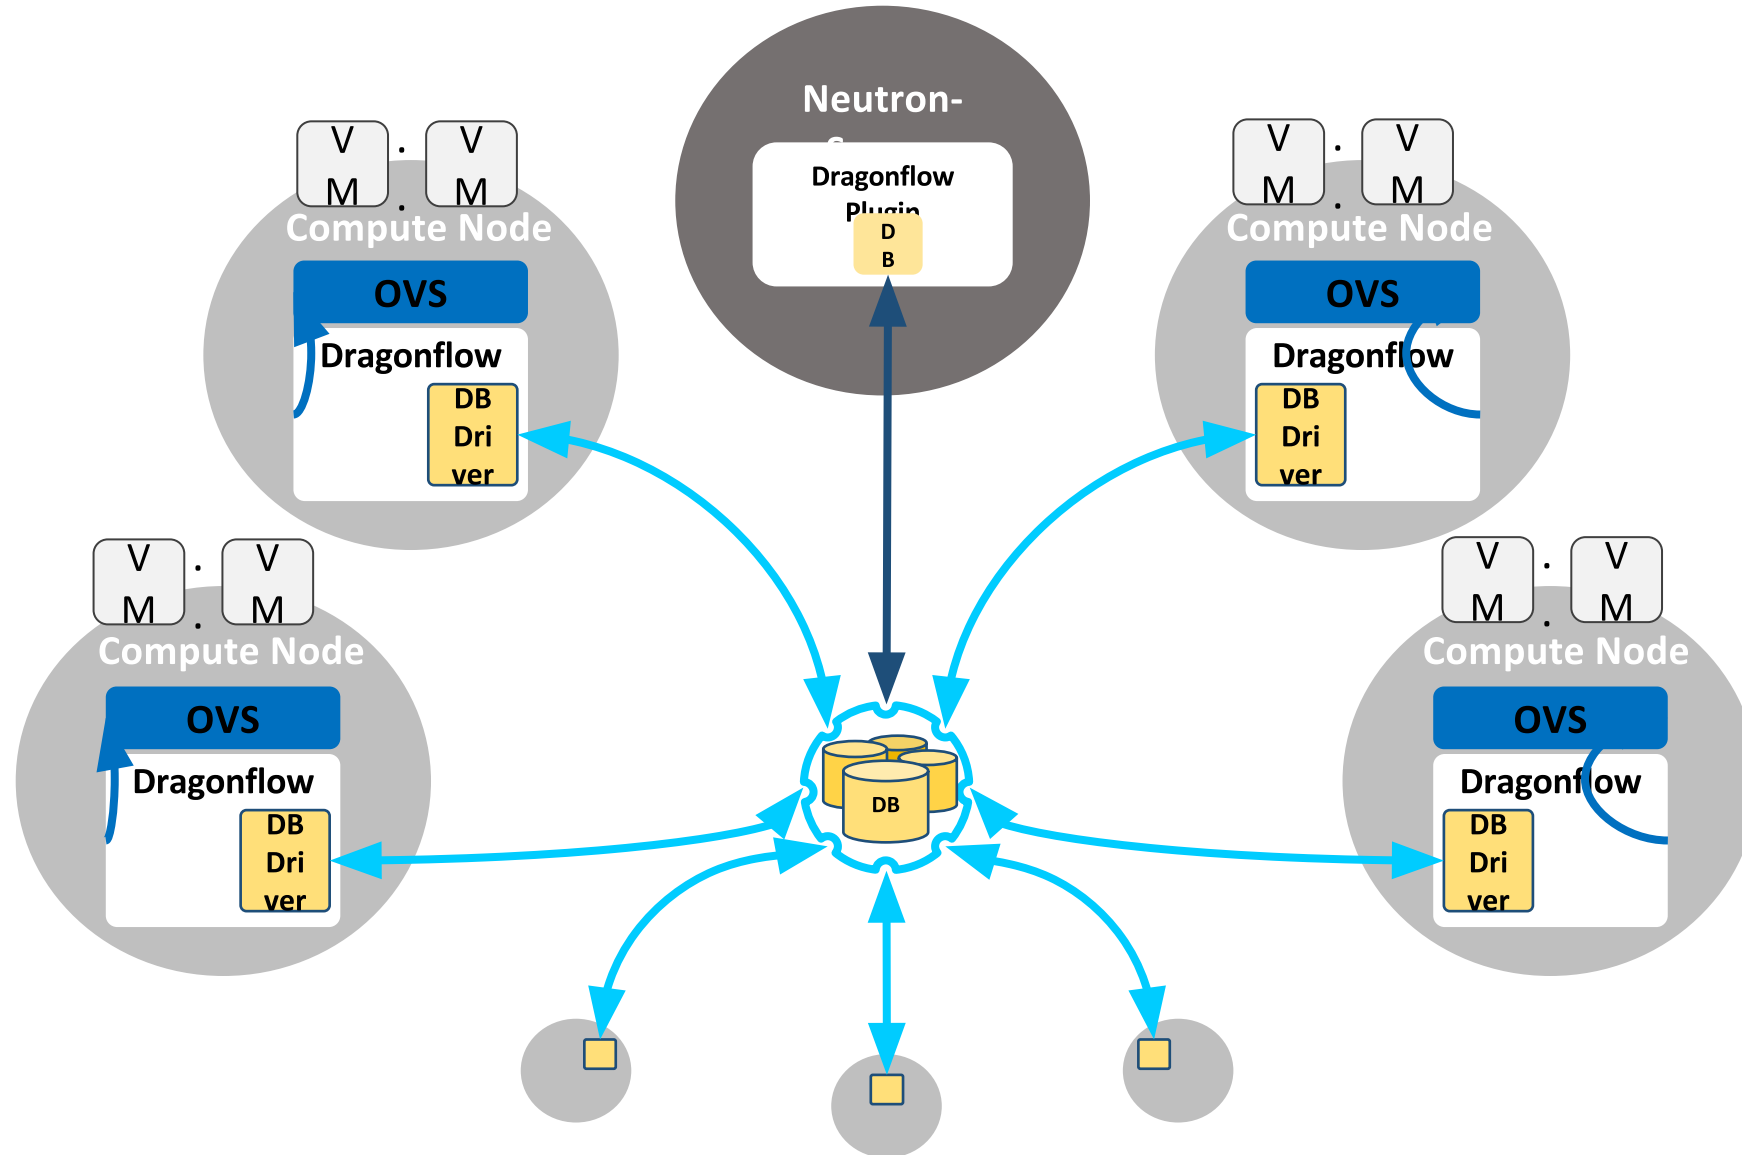 Neutron-
Dragonflow
Plugin
D
B
V
M
.
.
V
M
Compute Node
OVS
Dragonflow
DB
Dri
ver
V
M
.
.
V
M
Compute Node
OVS
Dragonflow
DB
Dri
ver
V
M
.
.
V
M
Compute Node
OVS
Dragonflow
DB
Dri
ver
V
M
.
.
V
M
Compute Node
OVS
Dragonflow
DB
Dri
ver
DB